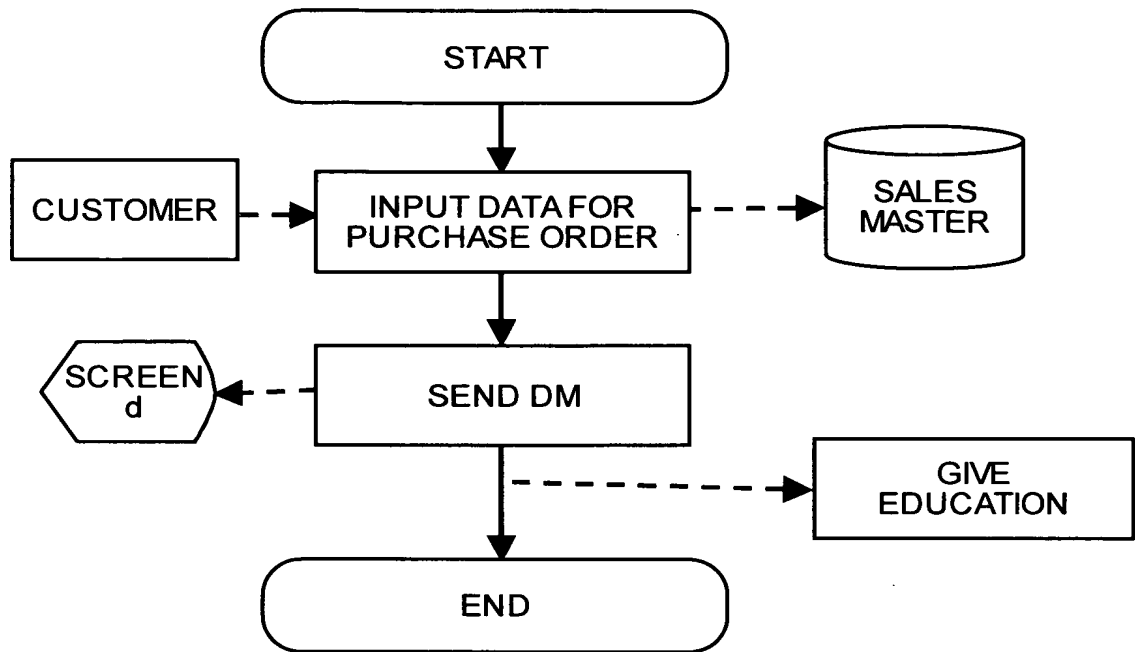 START
CUSTOMER
INPUT DATA FOR
PURCHASE ORDER
SALES
MASTER
SCREEN
d
SEND DM
GIVE
EDUCATION
END